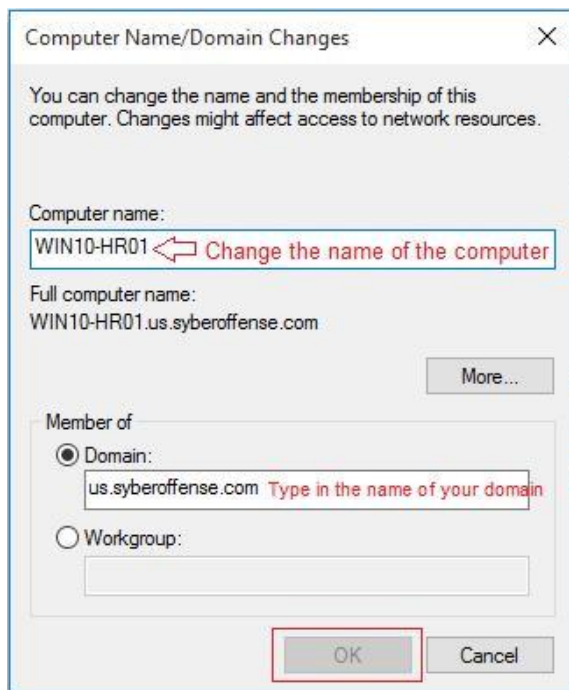 Computer Name/Domain Changes
You can change the name and the membership of this
computer. Changes might affect access to network resources.
Computer name:
WIN10-HR01 Change the name of the computer
Full computer name:
WIN10-HR01.us.syberoffense.com
More...
Member of
Domain:
us.syberoffense.com Type in the name of your domain
Workgroup:
OK Cancel